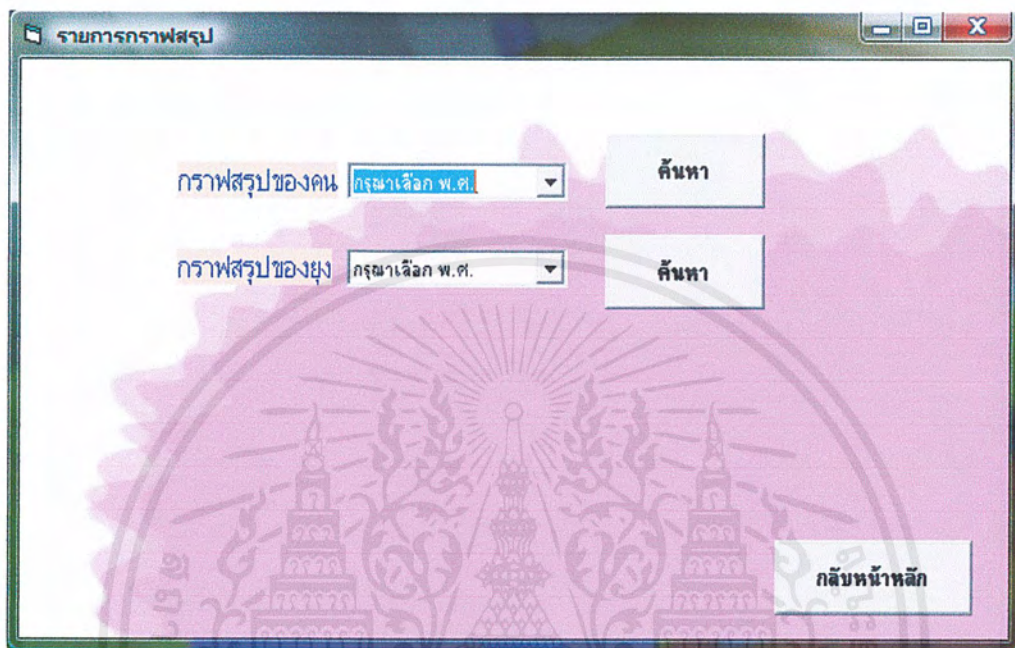 รายการกราฟสรุป
กราฟสรุปของคน กรุณาเลือก พ.ศ. ค้นหา
กราฟสรุปของยุง กรุณาเลือก พ.ศ. ค้นหา
กลับหน้าหลัก